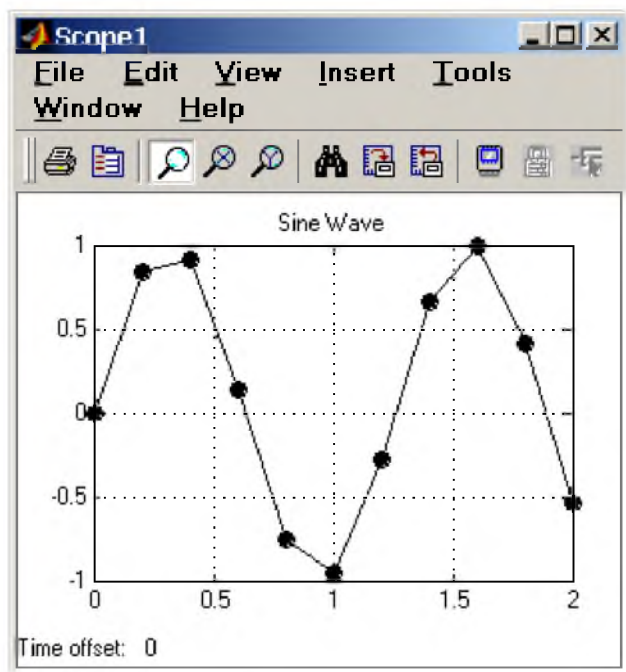 Scope1
File Edit View Insert Tools
Window Help
Sine Wave
1
0.5
0
-0.5
-1
0 0.5 1 1.5 2
Time offset: 0